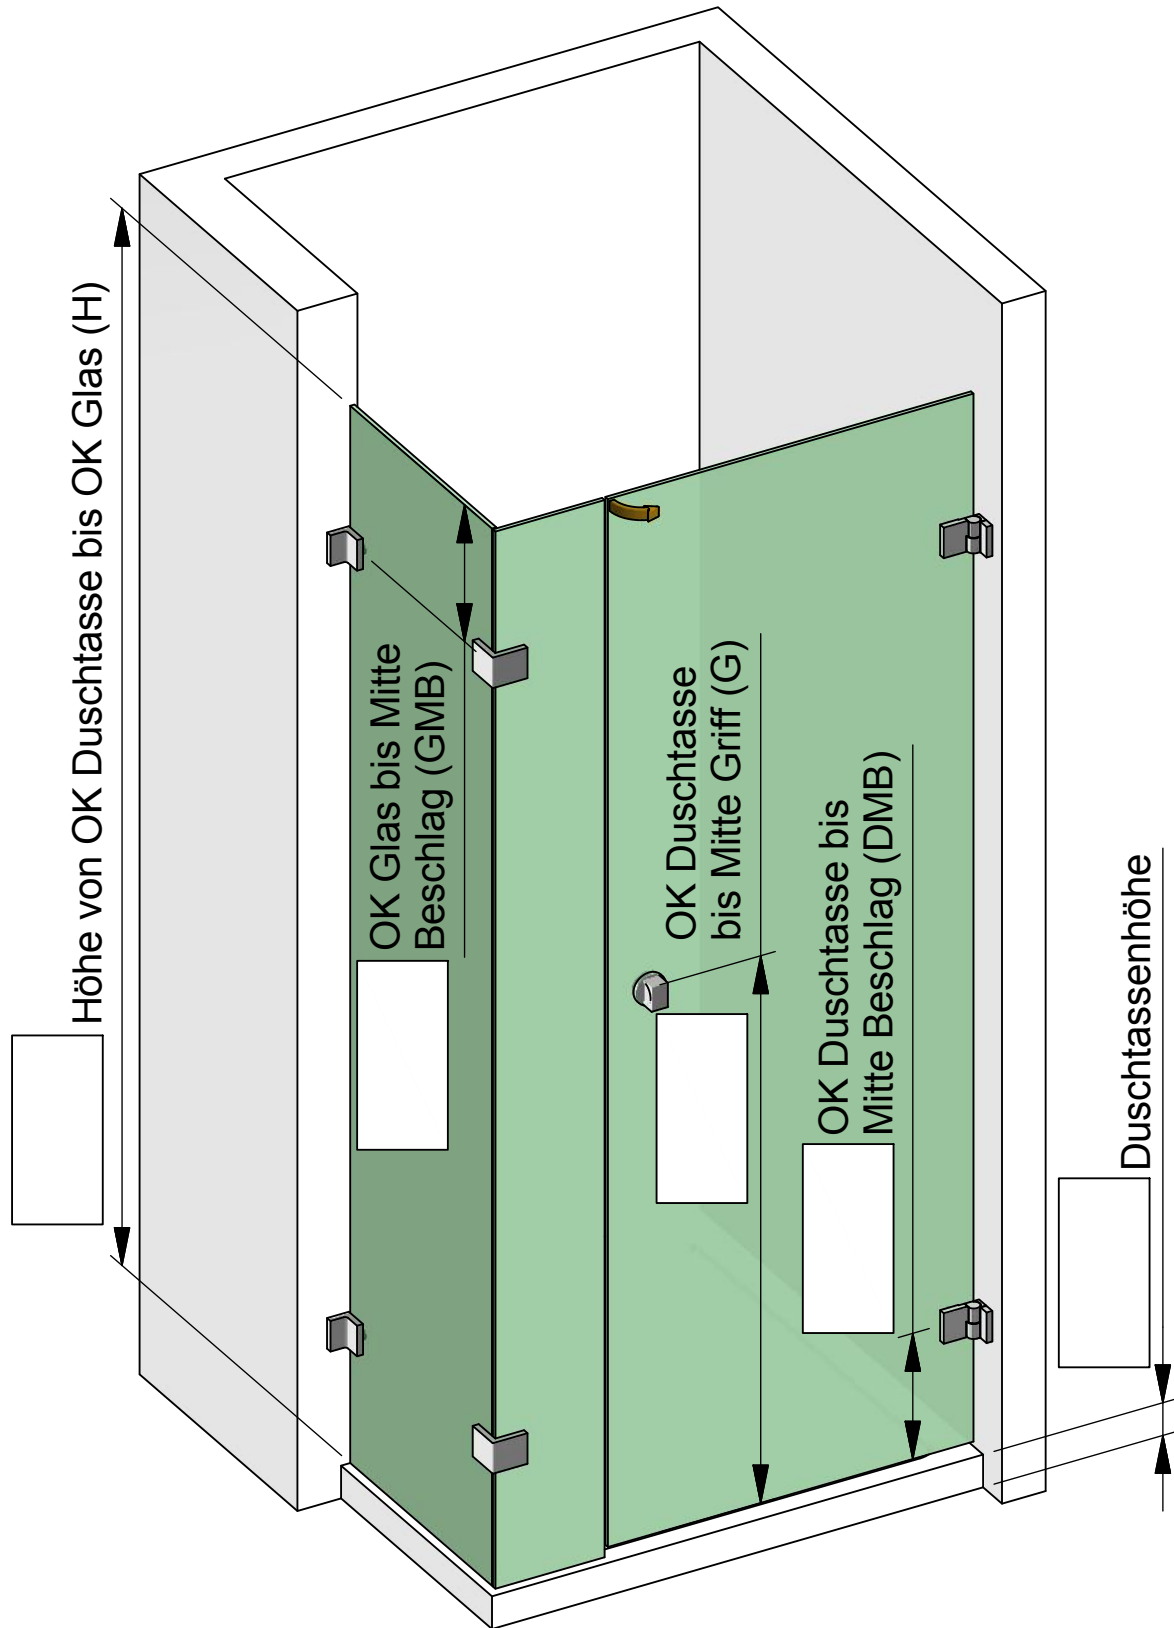 Höhe von OK Duschtasse bis OK Glas (H)
OK Glas bis Mitte
Beschlag (GMB)
OK Duschtasse
bis Mitte Griff (G)
OK Duschtasse bis
Mitte Beschlag (DMB)
Duschtassenhöhe